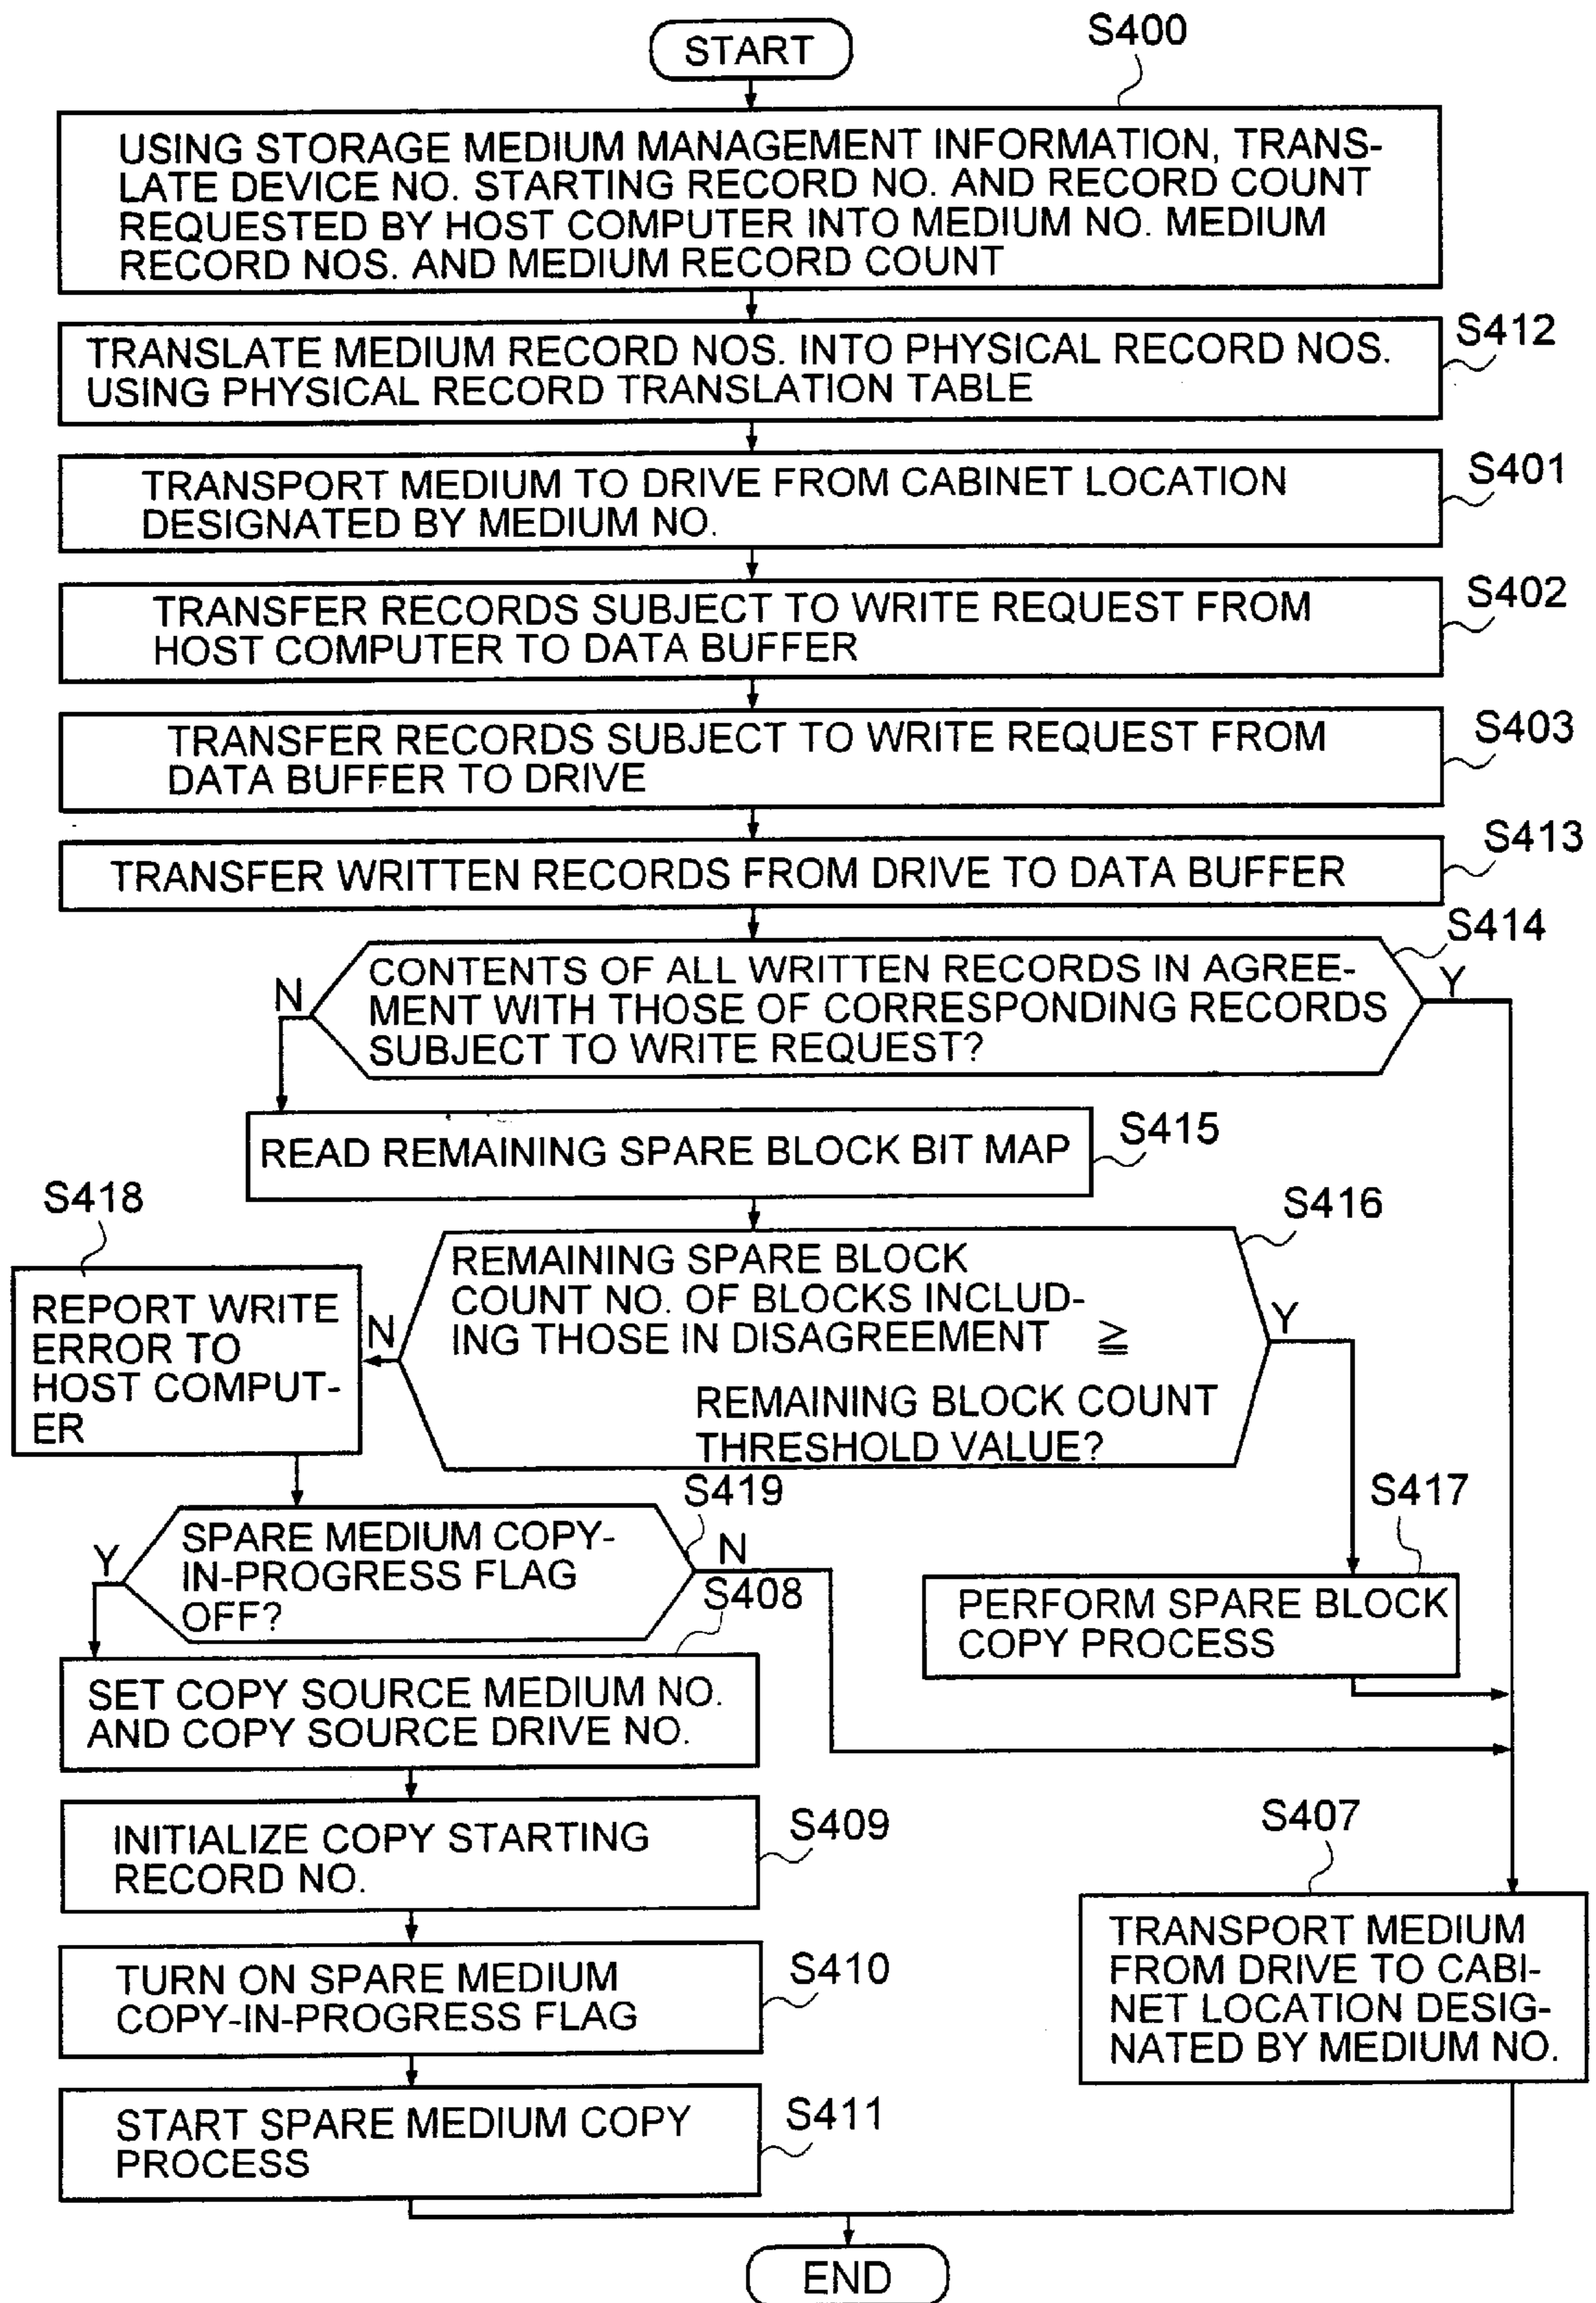 START
S400
USING STORAGE MEDIUM MANAGEMENT INFORMATION, TRANS-
LATE DEVICE NO. STARTING RECORD NO. AND RECORD COUNT
REQUESTED BY HOST COMPUTER INTO MEDIUM NO. MEDIUM
RECORD NOS. AND MEDIUM RECORD COUNT
S412
TRANSLATE MEDIUM RECORD NOS. INTO PHYSICAL RECORD NOS.
USING PHYSICAL RECORD TRANSLATION TABLE
S401
TRANSPORT MEDIUM TO DRIVE FROM CABINET LOCATION
DESIGNATED BY MEDIUM NO.
S402
TRANSFER RECORDS SUBJECT TO WRITE REQUEST FROM
HOST COMPUTER TO DATA BUFFER
S403
TRANSFER RECORDS SUBJECT TO WRITE REQUEST FROM
DATA BUFFER TO DRIVE
S413
TRANSFER WRITTEN RECORDS FROM DRIVE TO DATA BUFFER
S414
N
Y
CONTENTS OF ALL WRITTEN RECORDS IN AGREE-
MENT WITH THOSE OF CORRESPONDING RECORDS
SUBJECT TO WRITE REQUEST?
READ REMAINING SPARE BLOCK BIT MAP
S415
S418
S416
REPORT WRITE
ERROR TO
HOST COMPUT-
ER
N
REMAINING SPARE BLOCK
COUNT NO. OF BLOCKS INCLUD-
ING THOSE IN DISAGREEMENT ≧
REMAINING BLOCK COUNT
THRESHOLD VALUE?
Y
S419
S417
Y
SPARE MEDIUM COPY-
IN-PROGRESS FLAG
OFF?
N
S408
PERFORM SPARE BLOCK
COPY PROCESS
SET COPY SOURCE MEDIUM NO.
AND COPY SOURCE DRIVE NO.
S409
INITIALIZE COPY STARTING
RECORD NO.
S407
TRANSPORT MEDIUM
FROM DRIVE TO CABI-
NET LOCATION DESIG-
NATED BY MEDIUM NO.
S410
TURN ON SPARE MEDIUM
COPY-IN-PROGRESS FLAG
S411
START SPARE MEDIUM COPY
PROCESS
END